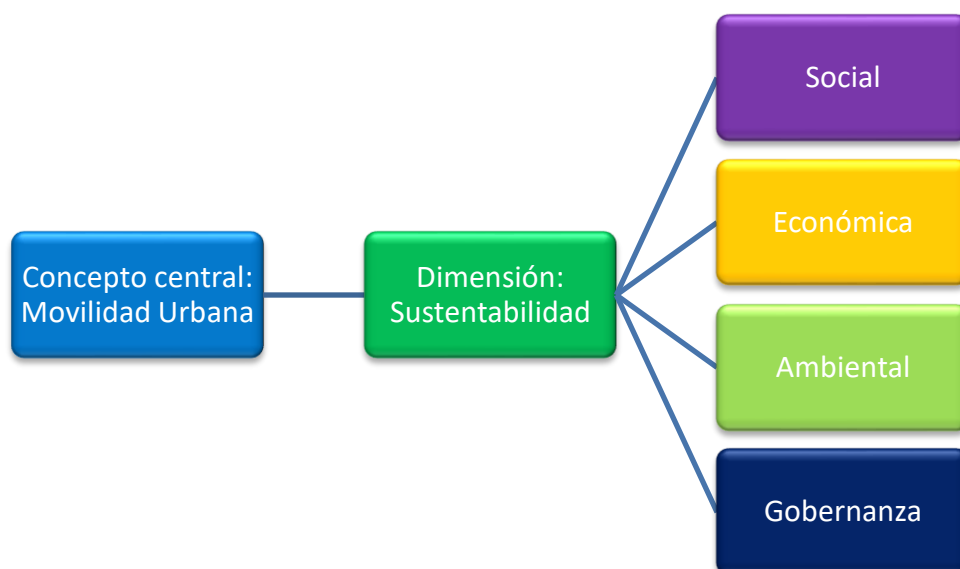 Concepto central:
Movilidad Urbana
Dimensión:
Sustentabilidad
Social
Económica
Ambiental
Gobernanza